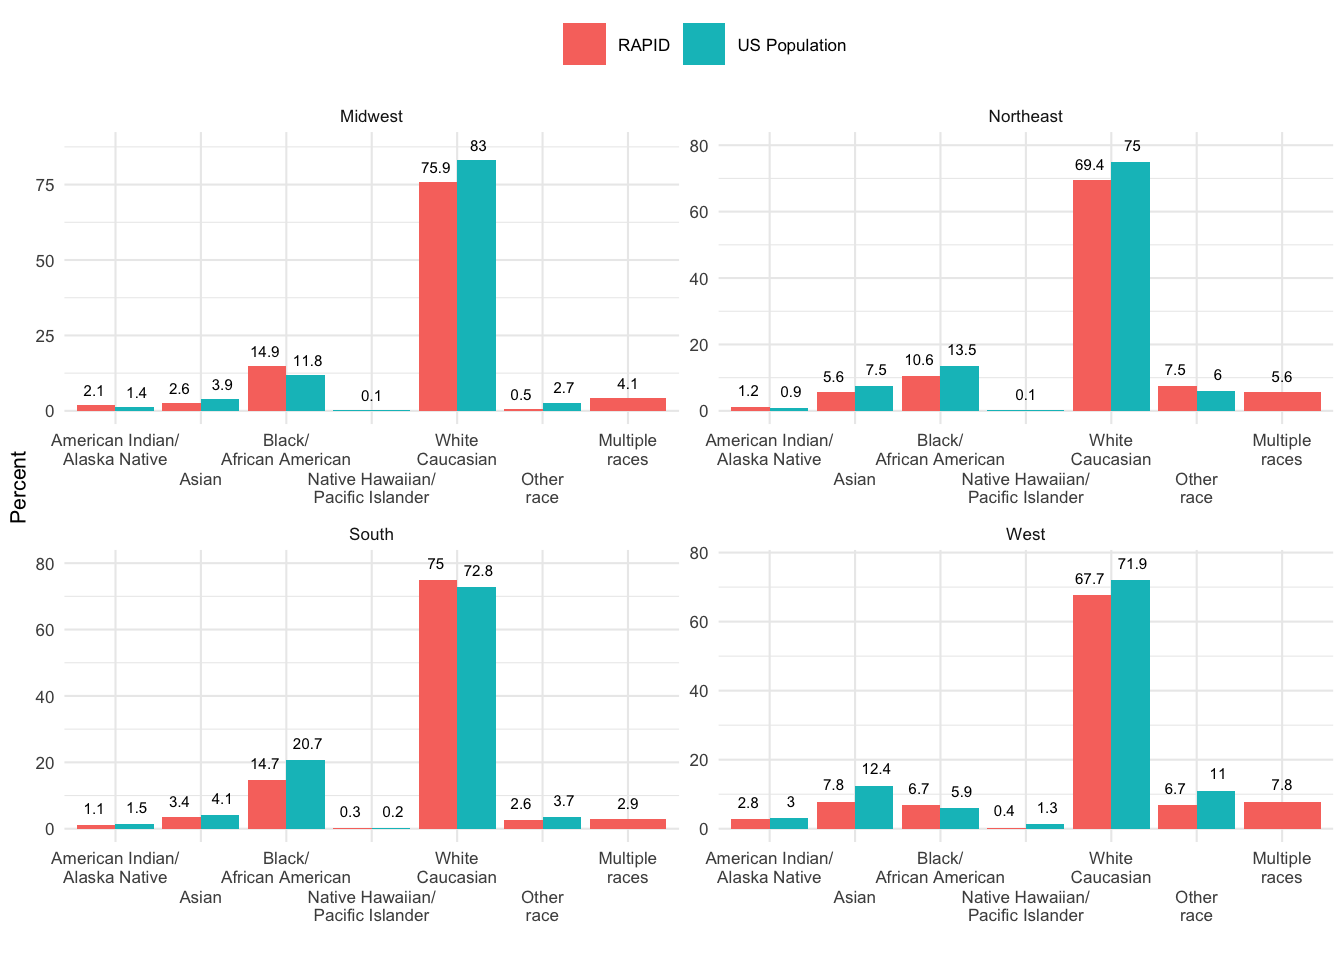 RAPID US Population
Percent
Midwest
75
50
25
0
2.1 1.4 2.6 3.9 14.9 11.8 0.1 75.9 83 0.5 2.7 4.1
American Indian/ Black/ White Multiple
Alaska Native African American Caucasian races
Asian Native Hawaiian/ Other
Pacific Islander race
Northeast
80
60
40
20
0
1.2 0.9 5.6 7.5 10.6 13.5 0.1 69.4 75 7.5 6 5.6
American Indian/ Black/ White Multiple
Alaska Native African American Caucasian races
Asian Native Hawaiian/ Other
Pacific Islander race
South
80
60
40
20
0
1.1 1.5 3.4 4.1 14.7 20.7 0.3 0.2 75 72.8 2.6 3.7 2.9
American Indian/ Black/ White Multiple
Alaska Native African American Caucasian races
Asian Native Hawaiian/ Other
Pacific Islander race
West
80
60
40
20
0
2.8 3 7.8 12.4 6.7 5.9 0.4 1.3 67.7 71.9 6.7 11 7.8
American Indian/ Black/ White Multiple
Alaska Native African American Caucasian races
Asian Native Hawaiian/ Other
Pacific Islander race